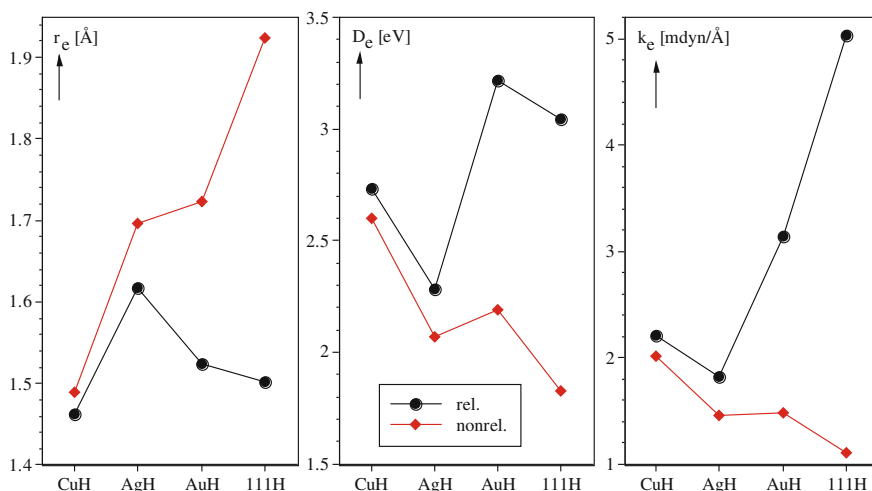 r_e [Å]
1.9
1.8
1.7
1.6
1.5
1.4
CuH AgH AuH 111H
D_e [eV]
3.5
3
2.5
2
1.5
rel.
nonrel.
CuH AgH AuH 111H
k_e [mdyn/Å]
5
4
3
2
1
CuH AgH AuH 111H